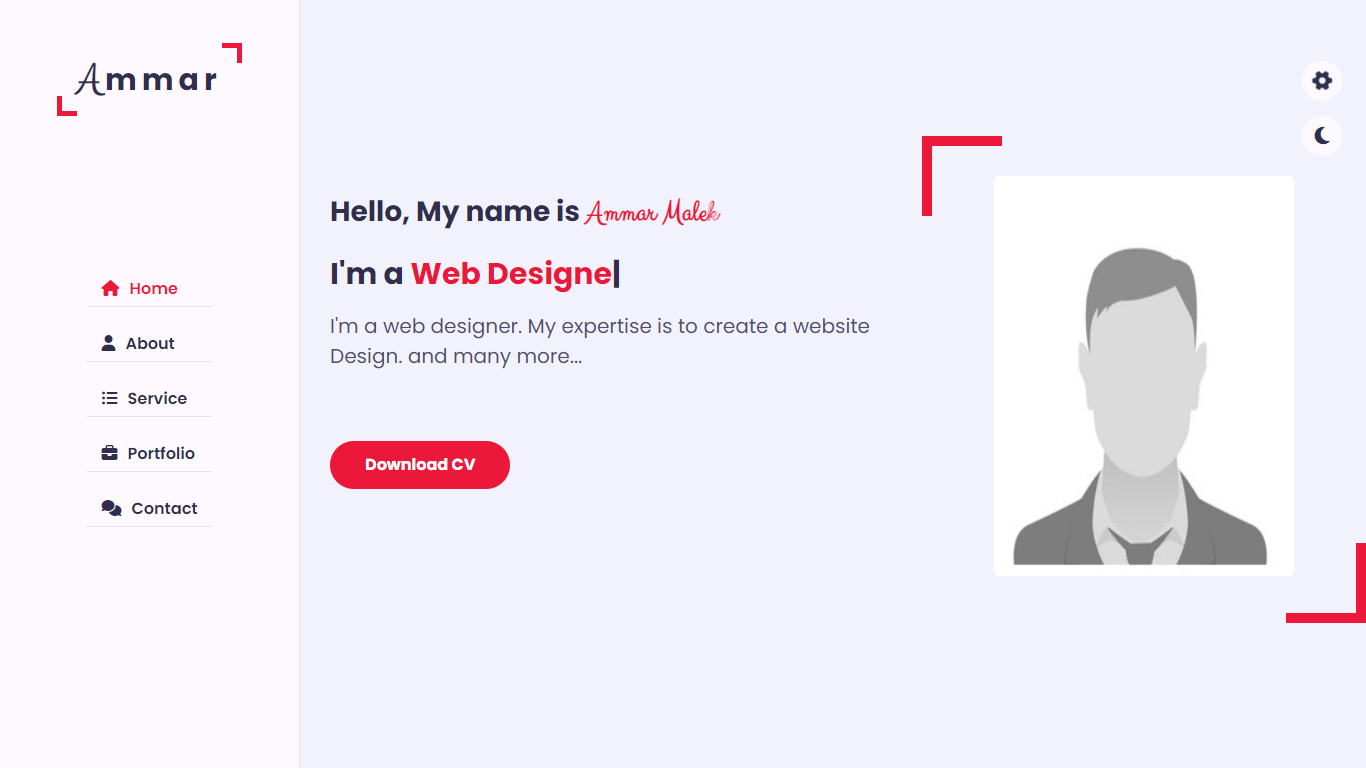 Ammar
Home
About
Service
Portfolio
Contact
Hello, My name is Ammar Malek
I'm a Web Designe
I'm a web designer. My expertise is to create a website
Design. and many more...
Download CV